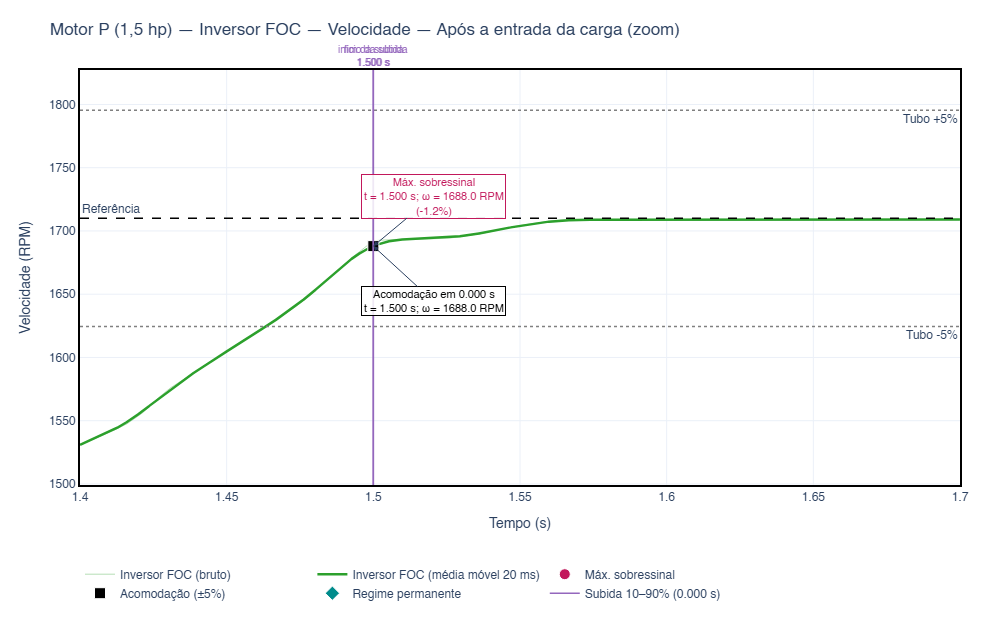 Motor P (1,5 hp) — Inversor FOC — Velocidade — Após a entrada da carga (zoom)
1.500 s
1800
Tubo +5%
1750
Máx. sobressinal
t = 1.500 s; ω = 1688.0 RPM
(-1.2%)
Referência
1700
Velocidade (RPM)
1650
Acomodação em 0.000 s
t = 1.500 s; ω = 1688.0 RPM
Tubo -5%
1600
1550
1500
1.4 1.45 1.5 1.55 1.6 1.65 1.7
Tempo (s)
Inversor FOC (bruto) Inversor FOC (média móvel 20 ms) Máx. sobressinal
Acomodação (±5%) Regime permanente Subida 10–90% (0.000 s)